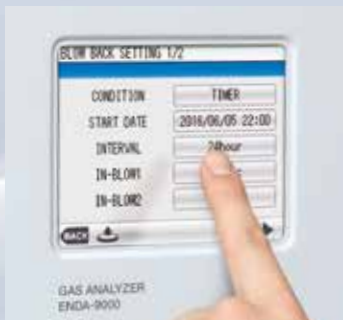 BLOW BACK SETTING 1/2
CONDITION TIMER
START DATE 2016/06/05 22:00
INTERVAL 24hour
IN-BLOW1
IN-BLOW2
BACK
GAS ANALYZER
ENDA-9000